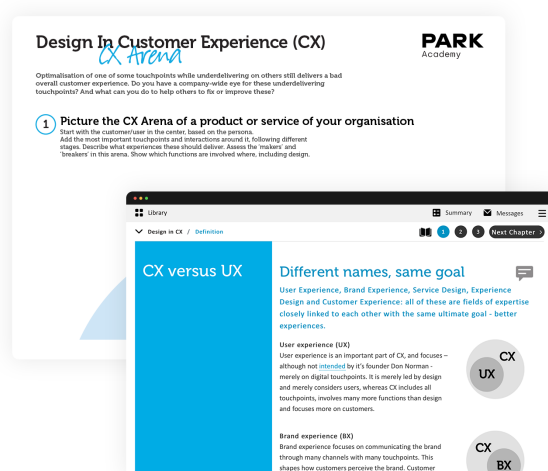 Design In Customer Experience (CX)
CX Arena
PARK
Academy
Optimalisation of one of some touchpoints while underdelivering on others still delivers a bad
overall customer experience. Do you have a company-wide eye for these underdelivering
touchpoints? And what can you do to help others to fix or improve these?
1 Picture the CX Arena of a product or service of your organisation
Start with the customer/user in the center, based on the persona.
Add the most important touchpoints and interactions around it, following different
stages. Describe what experiences these should deliver. Assess the 'makers' and
'breakers' in this arena. Show which functions are involved where, including design.
Library
Summary Messages
Design in CX / Definition
1 2 3 Next Chapter >
CX versus UX
Different names, same goal
User Experience, Brand Experience, Service Design, Experience
Design and Customer Experience: all of these are fields of expertise
closely linked to each other with the same ultimate goal - better
experiences.
User experience (UX)
User experience is an important part of CX, and focuses –
although not intended by it's founder Don Norman -
merely on digital touchpoints. It is merely led by design
and merely considers users, whereas CX includes all
touchpoints, involves many more functions than design
and focuses more on customers.
CX
UX
Brand experience (BX)
Brand experience focuses on communicating the brand
through many channels with many touchpoints. This
shapes how customers perceive the brand. Customer
CX
BX